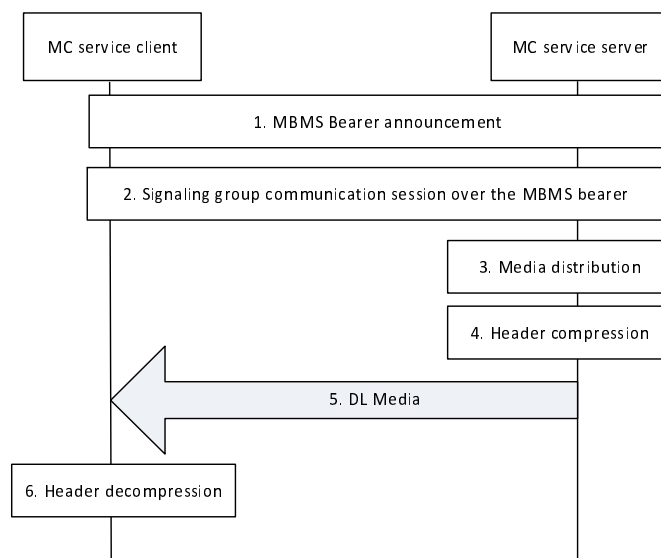 MC service client
MC service server
1. MBMS Bearer announcement
2. Signaling group communication session over the MBMS bearer
3. Media distribution
4. Header compression
5. DL Media
6. Header decompression